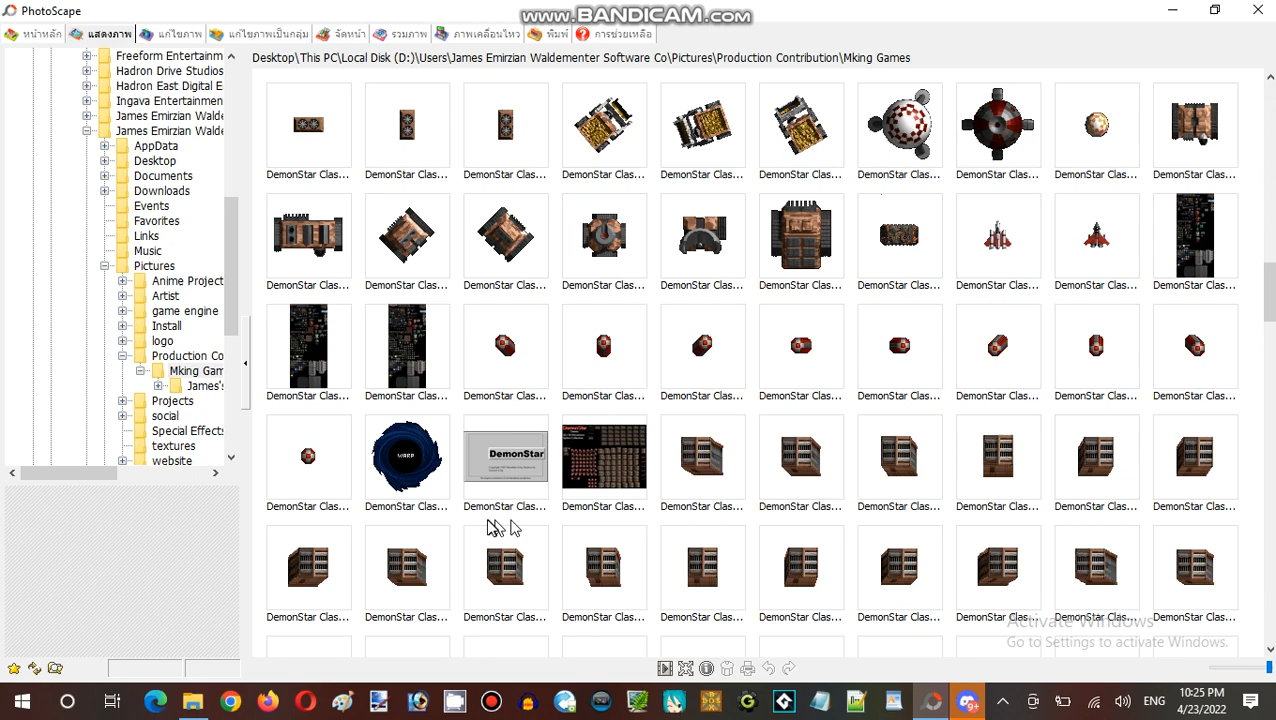 PhotoScape
www.BANDICAM.com
หน้าหลัก แสดงภาพ แก้ไขภาพ แก้ไขภาพเป็นกลุ่ม จัดหน้า รวมภาพ ภาพเคลื่อนไหว พิมพ์ การช่วยเหลือ
Desktop\This PC\Local Disk (D:)\Users\James Emirzian Waldementer Software Co\Pictures\Production Contribution\Mking Games
Freeform Entertainm
Hadron Drive Studios
Hadron East Digital E
Ingava Entertainmen
James Emirzian Walde
James Emirzian Walde
AppData
Desktop
Documents
Downloads
Events
Favorites
Links
Music
Pictures
Anime Project
Artist
game engine
Install
logo
Production Co
Mking Gam
James's
Projects
social
Special Effects
textures
website
DemonStar Clas... DemonStar Clas... DemonStar Clas... DemonStar Clas... DemonStar Clas... DemonStar Clas... DemonStar Clas... DemonStar Clas... DemonStar Clas... DemonStar Clas...
DemonStar Clas... DemonStar Clas... DemonStar Clas... DemonStar Clas... DemonStar Clas... DemonStar Clas... DemonStar Clas... DemonStar Clas... DemonStar Clas... DemonStar Clas...
DemonStar Clas... DemonStar Clas... DemonStar Clas... DemonStar Clas... DemonStar Clas... DemonStar Clas... DemonStar Clas... DemonStar Clas... DemonStar Clas... DemonStar Clas...
WARP
DemonStar
DemonStar
DemonStar Clas... DemonStar Clas... DemonStar Clas... DemonStar Clas... DemonStar Clas... DemonStar Clas... DemonStar Clas... DemonStar Clas... DemonStar Clas... DemonStar Clas...
DemonStar Clas... DemonStar Clas... DemonStar Clas... DemonStar Clas... DemonStar Clas... DemonStar Clas... DemonStar Clas... DemonStar Clas... DemonStar Clas... DemonStar Clas...
Activate Windows
Go to Settings to activate Windows.
ENG
10:25 PM
4/23/2022